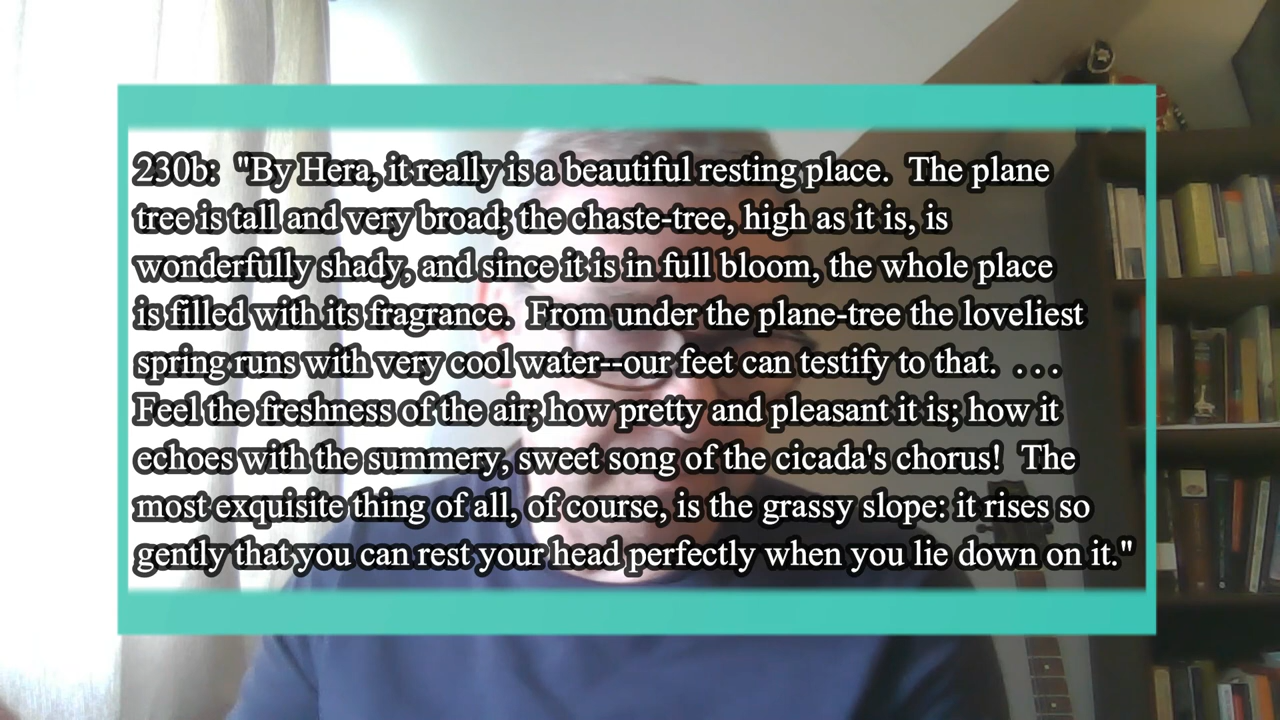 230b:  "By Hera, it really is a beautiful resting place.  The plane
tree is tall and very broad; the chaste-tree, high as it is, is
wonderfully shady, and since it is in full bloom, the whole place
is filled with its fragrance.  From under the plane-tree the loveliest
spring runs with very cool water--our feet can testify to that.  . . .
Feel the freshness of the air; how pretty and pleasant it is; how it
echoes with the summery, sweet song of the cicada's chorus!  The
most exquisite thing of all, of course, is the grassy slope: it rises so
gently that you can rest your head perfectly when you lie down on it."